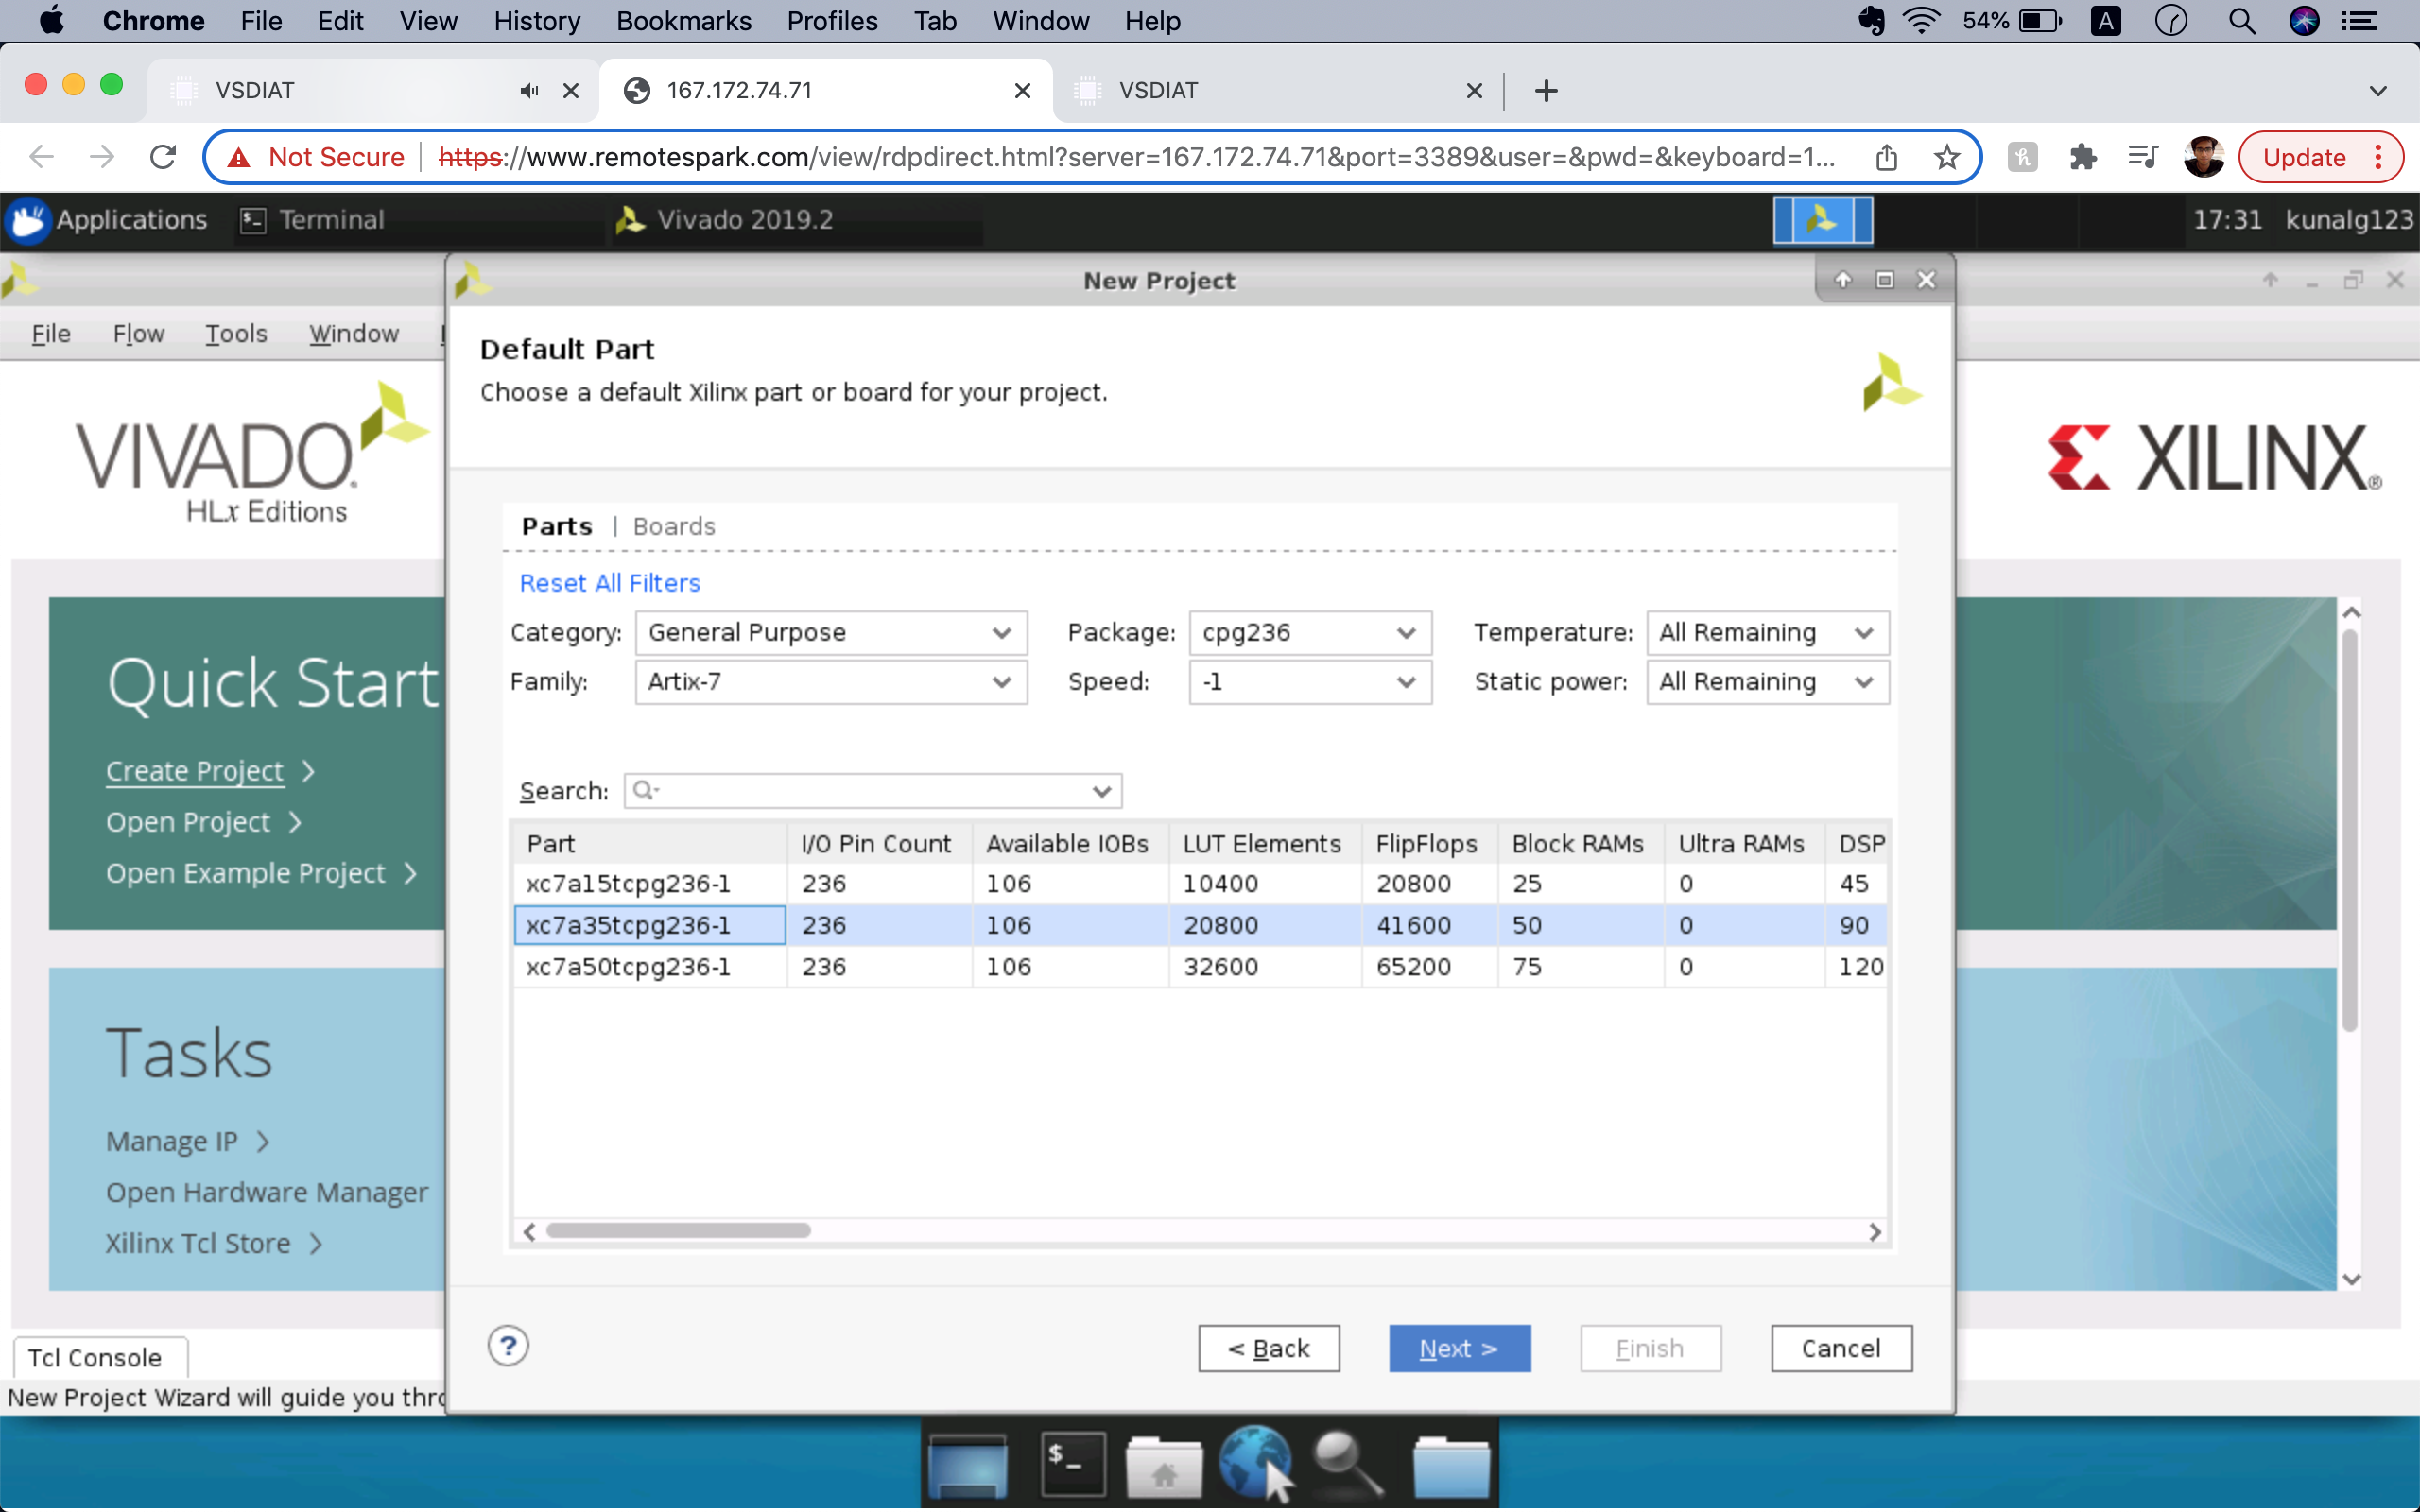 Chrome File Edit View History Bookmarks Profiles Tab Window Help 54% A
VSDIAT 167.172.74.71 VSDIAT
Not Secure https://www.remotespark.com/view/rdpdirect.html?server=167.172.74.71&port=3389&user=&pwd=&keyboard=1... Update
Applications Terminal Vivado 2019.2 17:31 kunalg123
New Project
File Flow Tools Window
Default Part
Choose a default Xilinx part or board for your project.
VIVADO.
HLx Editions
XILINX®
Parts | Boards
Reset All Filters
Category: General Purpose Package: cpg236 Temperature: All Remaining
Family: Artix-7 Speed: -1 Static power: All Remaining
Search:
Part I/O Pin Count Available IOBs LUT Elements FlipFlops Block RAMs Ultra RAMs DSP
xc7a15tcpg236-1 236 106 10400 20800 25 0 45
xc7a35tcpg236-1 236 106 20800 41600 50 0 90
xc7a50tcpg236-1 236 106 32600 65200 75 0 120
Quick Start
Create Project >
Open Project >
Open Example Project >
Tasks
Manage IP >
Open Hardware Manager
Xilinx Tcl Store >
? < Back Next > Finish Cancel
Tcl Console
New Project Wizard will guide you thro
$_